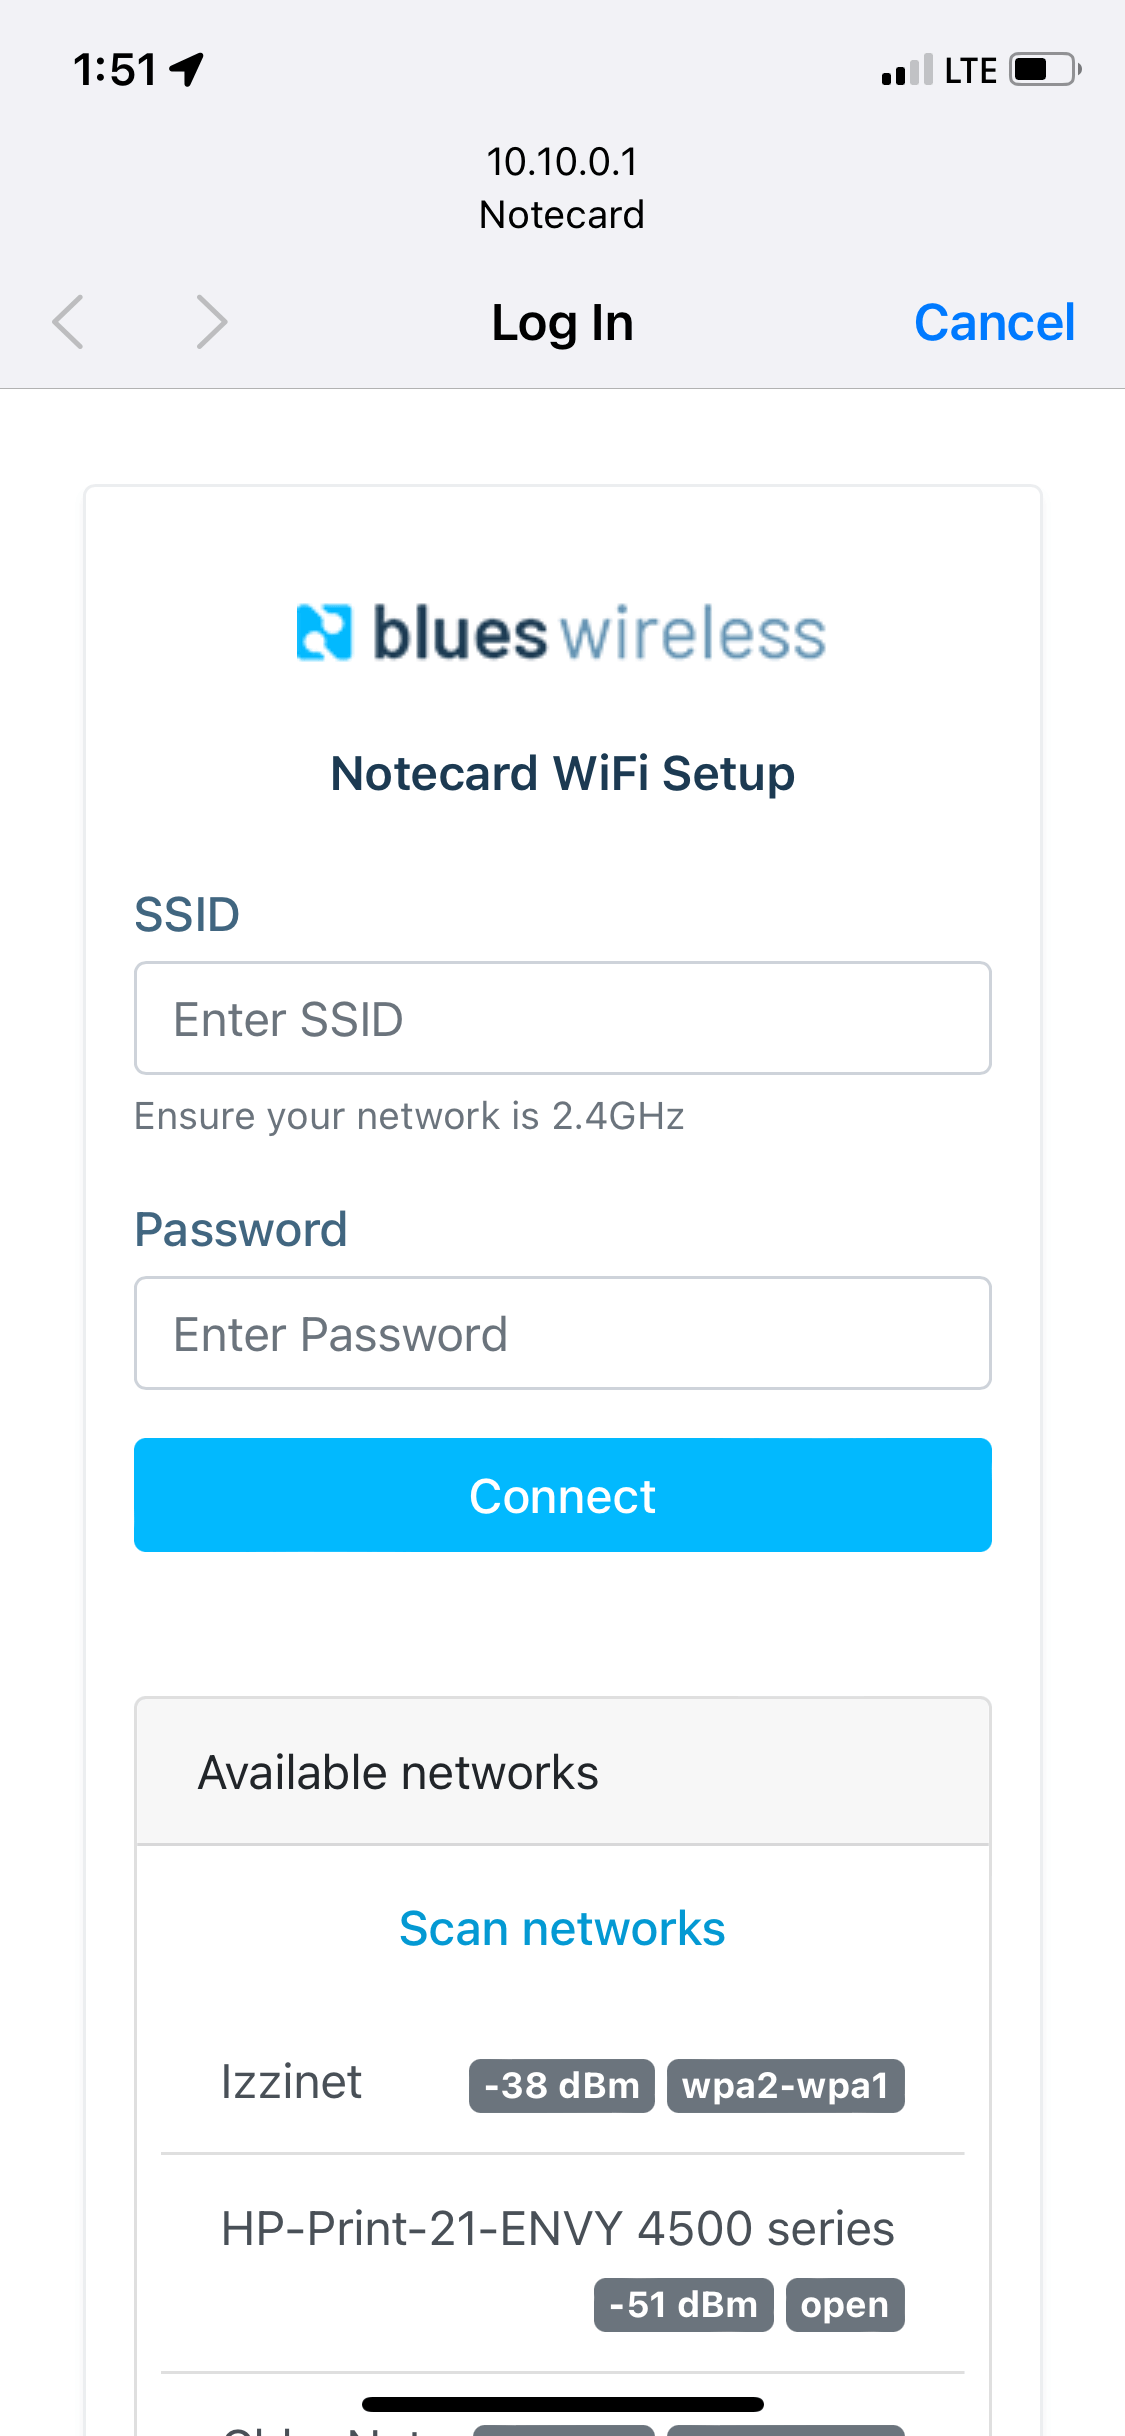 1:51 LTE
10.10.0.1
Notecard
Log In Cancel
blues wireless
Notecard WiFi Setup
SSID
Enter SSID
Ensure your network is 2.4GHz
Password
Enter Password
Connect
Available networks
Scan networks
Izzinet -38 dBm wpa2-wpa1
HP-Print-21-ENVY 4500 series
-51 dBm open